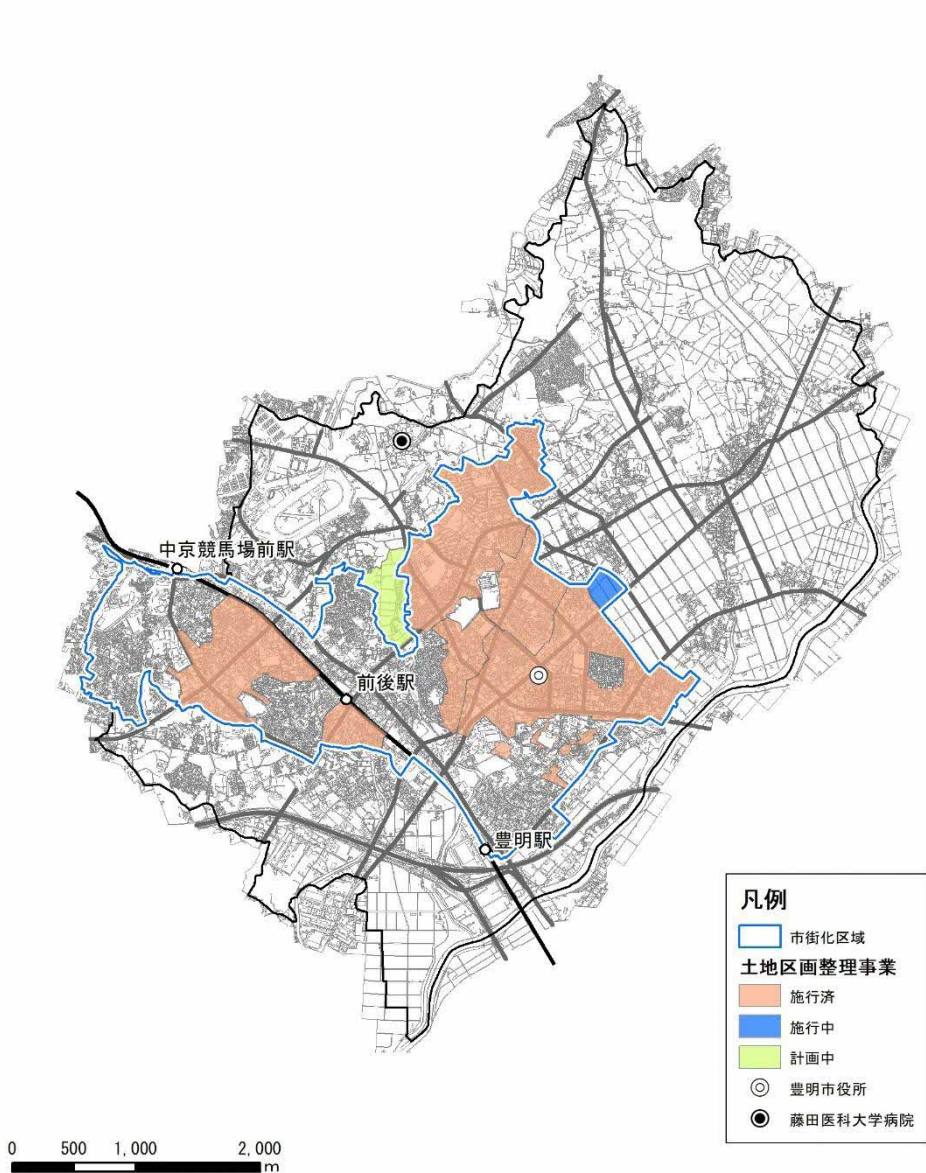 中京競馬場前駅
前後駅
豊明駅
凡例
市街化区域
土地区画整理事業
施行済
施行中
計画中
豊明市役所
藤田医科大学病院
0 500 1,000 2,000
m